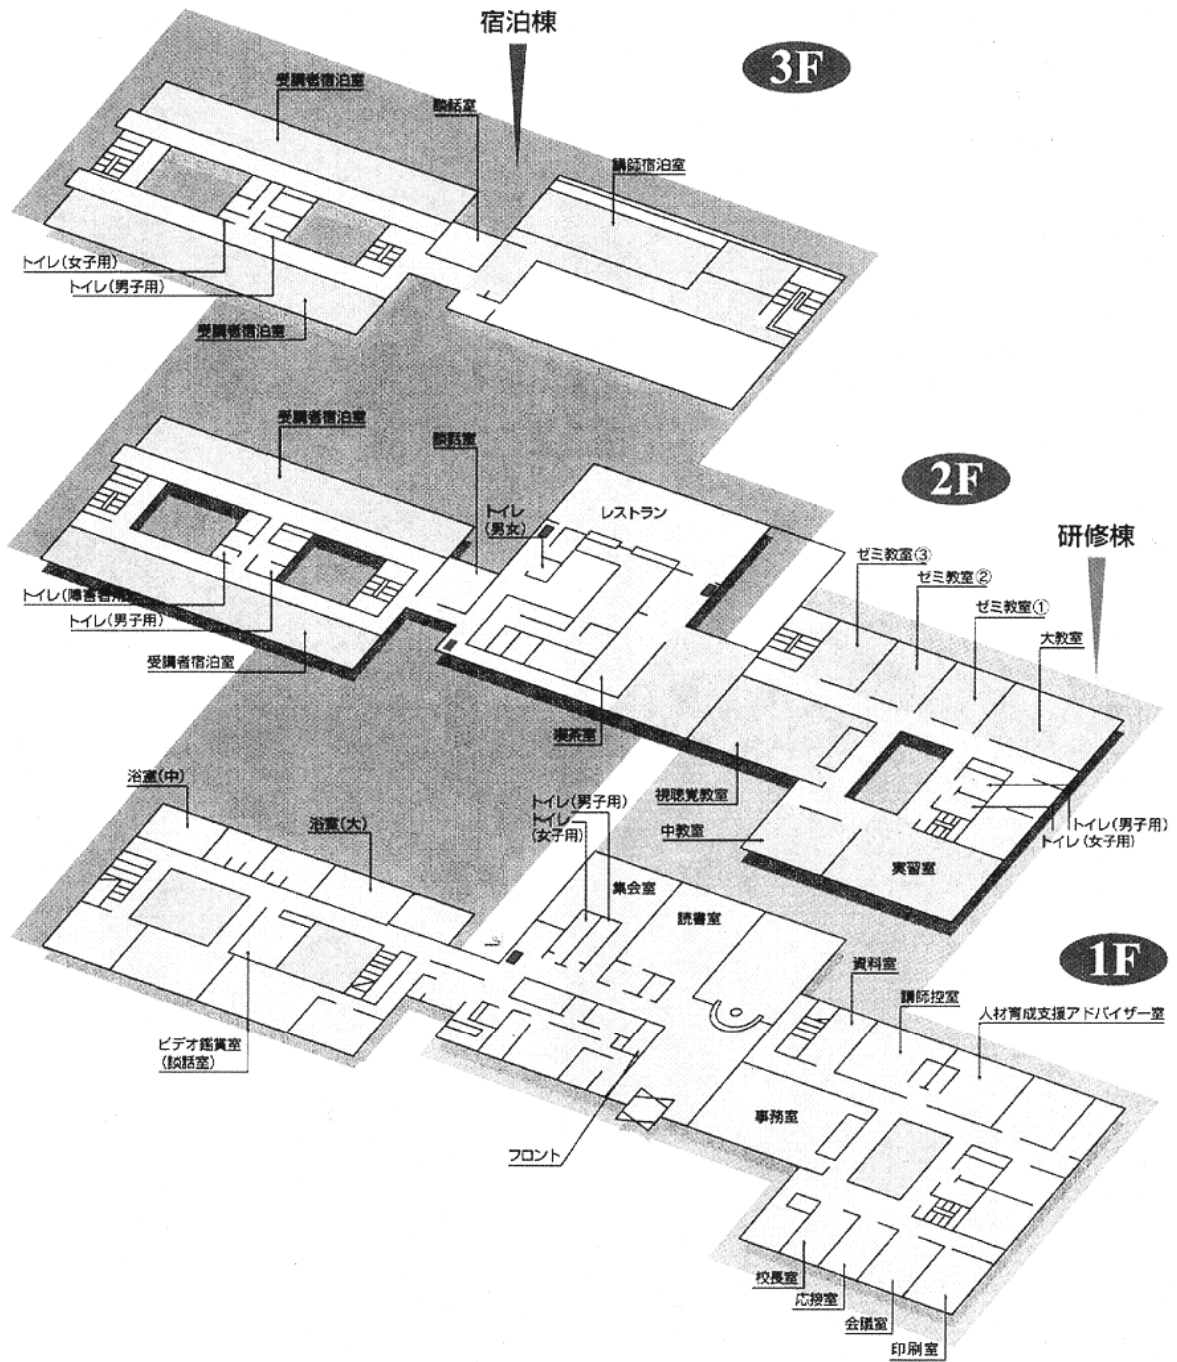 宿泊棟
3F
受講者宿泊室
談話室
講師宿泊室
トイレ(女子用)
トイレ(男子用)
受講者宿泊室
2F
受講者宿泊室
談話室
トイレ
(男女)
レストラン
研修棟
ゼミ教室③
ゼミ教室②
ゼミ教室①
大教室
トイレ(障害者用)
トイレ(男子用)
受講者宿泊室
喫茶室
視聴覚教室
中教室
実習室
トイレ(男子用)
トイレ(女子用)
1F
浴室(中)
浴室(大)
トイレ(男子用)
トイレ
(女子用)
集会室
読書室
資料室
講師控室
人材育成支援アドバイザー室
ビデオ鑑賞室
(談話室)
フロント
事務室
校長室
応接室
会議室
印刷室